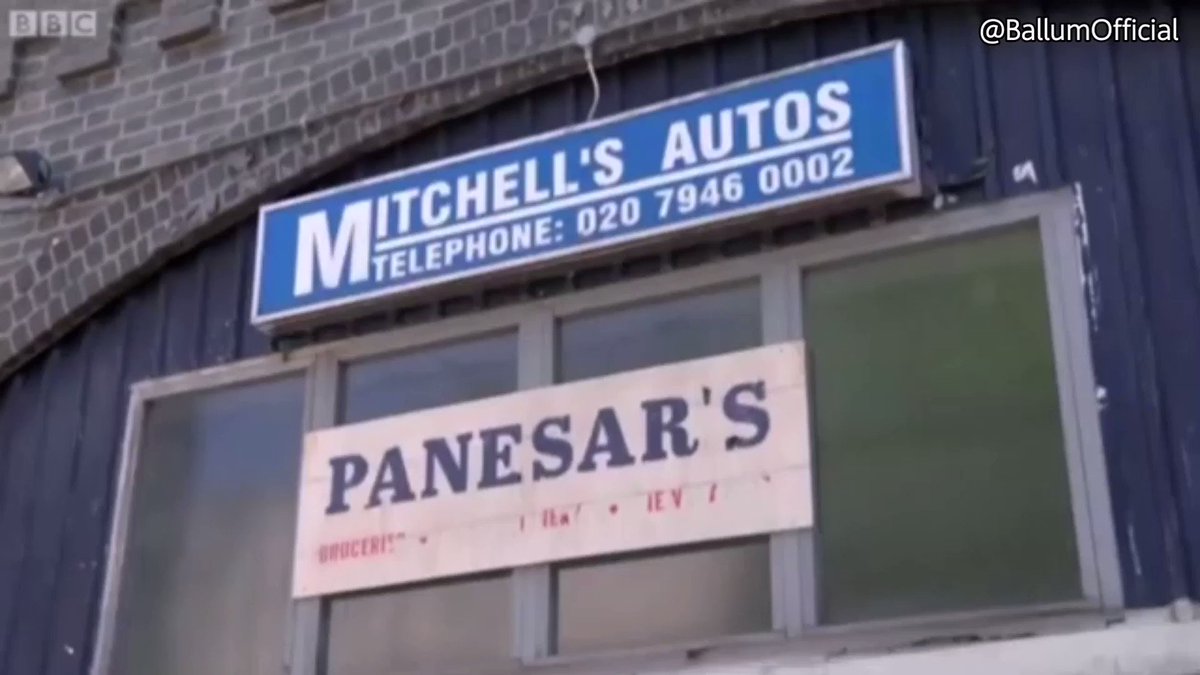 BBC
@BallumOfficial
MITCHELL'S AUTOS
TELEPHONE: 020 7946 0002
PANESAR'S